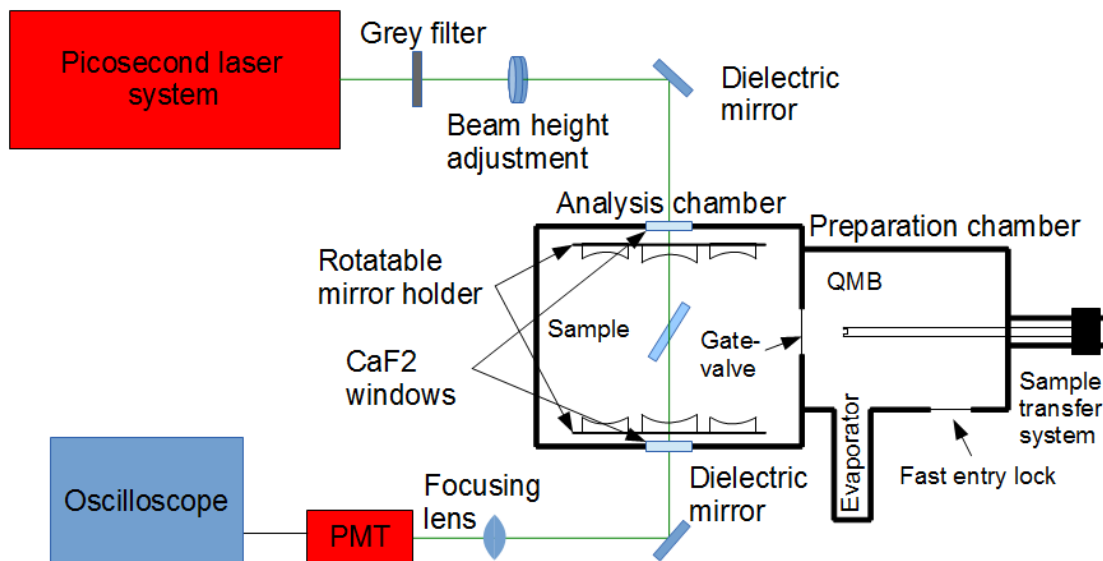 Picosecond laser
system
Grey filter
Beam height
adjustment
Dielectric
mirror
Analysis chamber
Preparation chamber
Rotatable
mirror holder
CaF2
windows
Sample
Gate-
valve
QMB
Evaporator
Sample
transfer
system
Fast entry lock
Oscilloscope
PMT
Focusing
lens
Dielectric
mirror